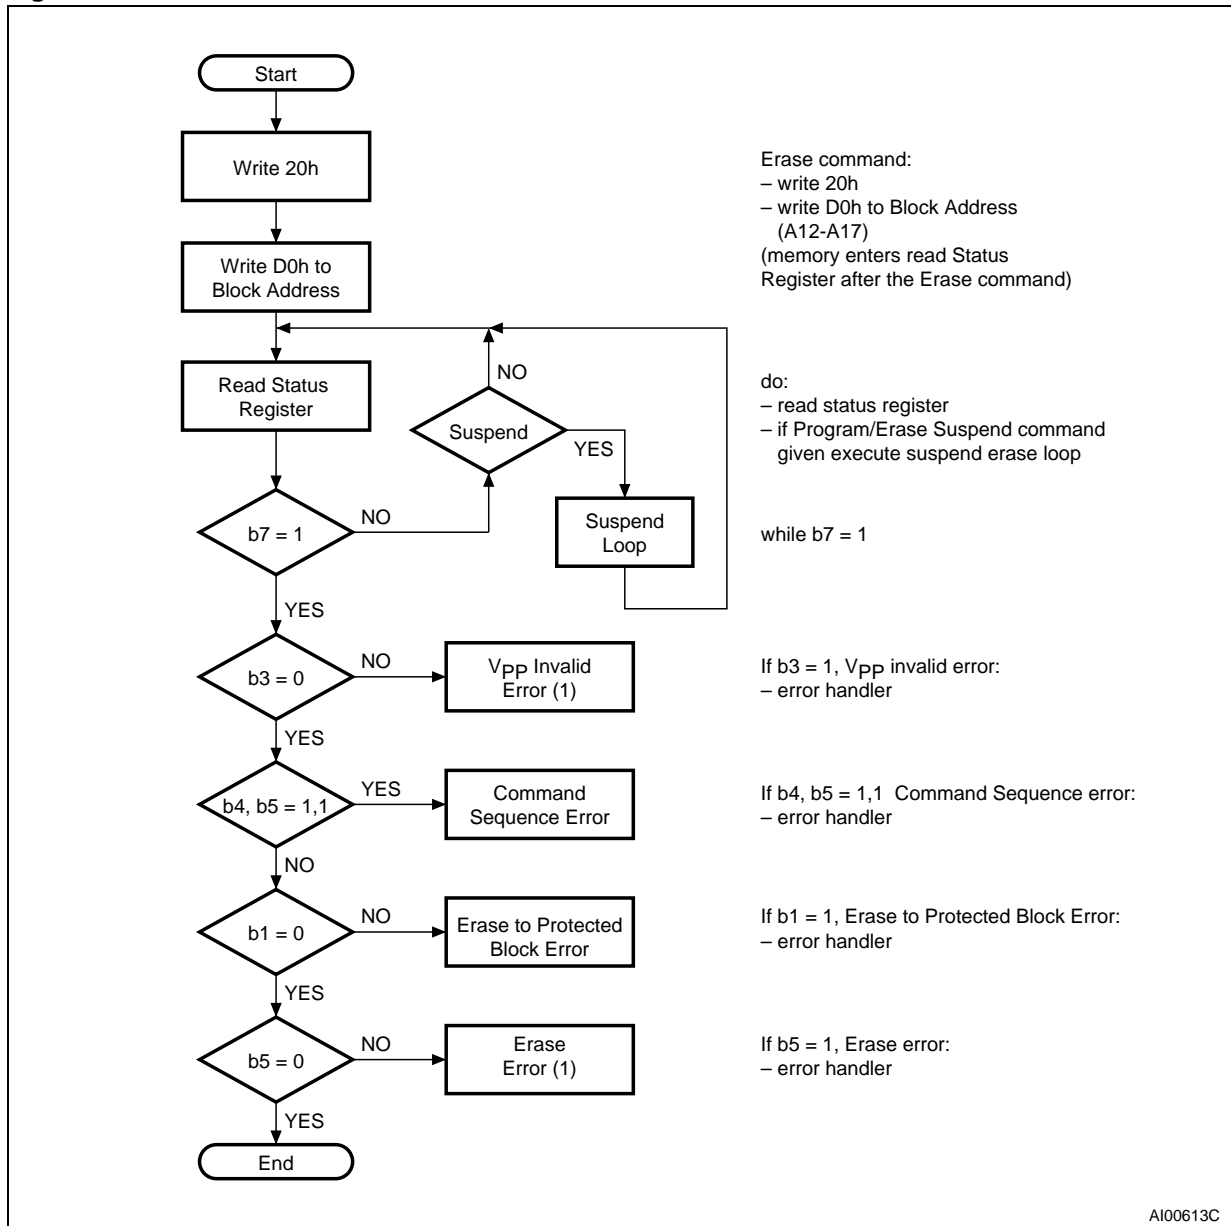 Start
Write 20h
Erase command:
– write 20h
– write D0h to Block Address
(A12-A17)
(memory enters read Status
Register after the Erase command)
Write D0h to
Block Address
Read Status
Register
NO
Suspend
YES
do:
– read status register
– if Program/Erase Suspend command
given execute suspend erase loop
b7 = 1
NO
Suspend
Loop
while b7 = 1
YES
b3 = 0
NO
VPP Invalid
Error (1)
If b3 = 1, VPP invalid error:
– error handler
YES
b4, b5 = 1,1
YES
Command
Sequence Error
If b4, b5 = 1,1 Command Sequence error:
– error handler
NO
b1 = 0
NO
Erase to Protected
Block Error
If b1 = 1, Erase to Protected Block Error:
– error handler
YES
b5 = 0
NO
Erase
Error (1)
If b5 = 1, Erase error:
– error handler
YES
End
AI00613C